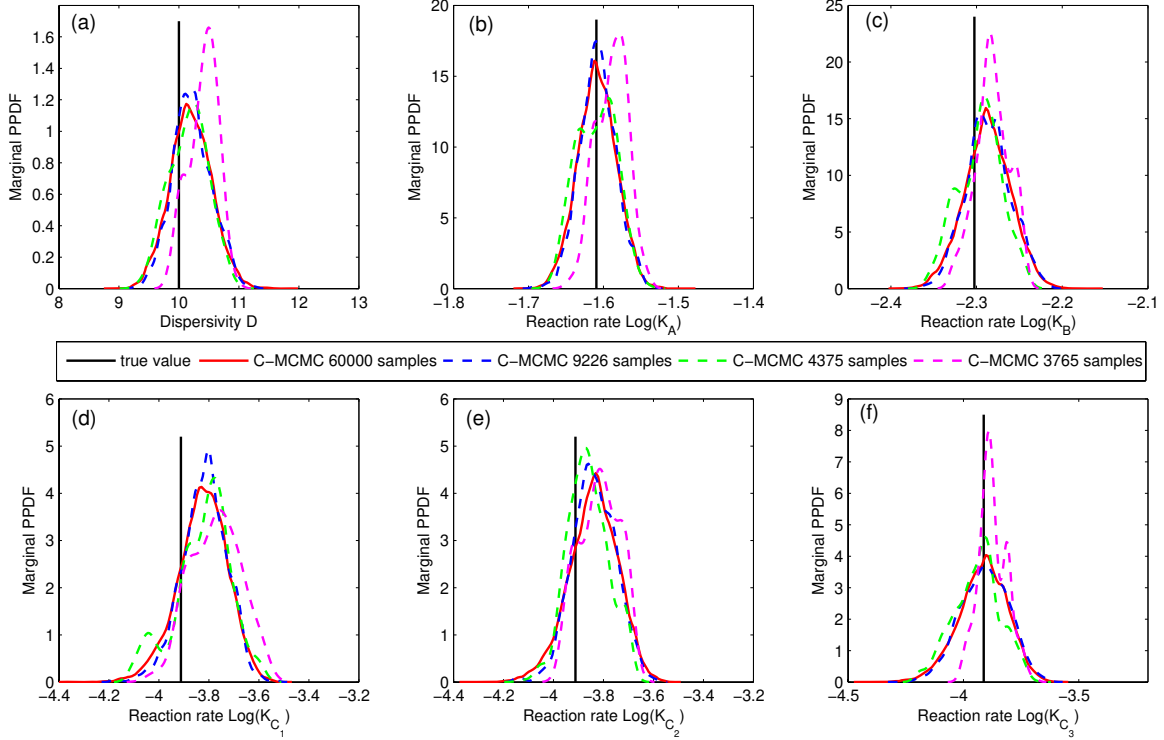 (a)
Marginal PPDF
1.6
1.4
1.2
1
0.8
0.6
0.4
0.2
0
8 9 10 11 12 13
Dispersivity D
(b)
Marginal PPDF
20
15
10
5
0
−1.8 −1.7 −1.6 −1.5 −1.4
Reaction rate Log(K_A)
(c)
Marginal PPDF
25
20
15
10
5
0
−2.4 −2.3 −2.2 −2.1
Reaction rate Log(K_B)
true value C−MCMC 60000 samples C−MCMC 9226 samples C−MCMC 4375 samples C−MCMC 3765 samples
(d)
Marginal PPDF
6
5
4
3
2
1
0
−4.4 −4 −3.8 −3.6 −3.4 −3.2
Reaction rate Log(K_C_1)
(e)
Marginal PPDF
6
5
4
3
2
1
0
−4.4 −4.2 −4 −3.8 −3.6 −3.4 −3.2
Reaction rate Log(K_C_2)
(f)
Marginal PPDF
9
8
7
6
5
4
3
2
1
0
−4.5 −4 −3.5
Reaction rate Log(K_C_3)